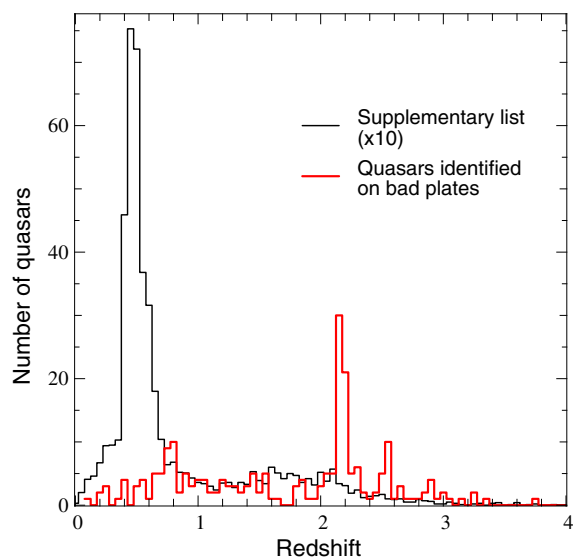 60
40
20
0
Number of quasars
Supplementary list
(x10)
Quasars identified
on bad plates
0 1 2 3 4
Redshift